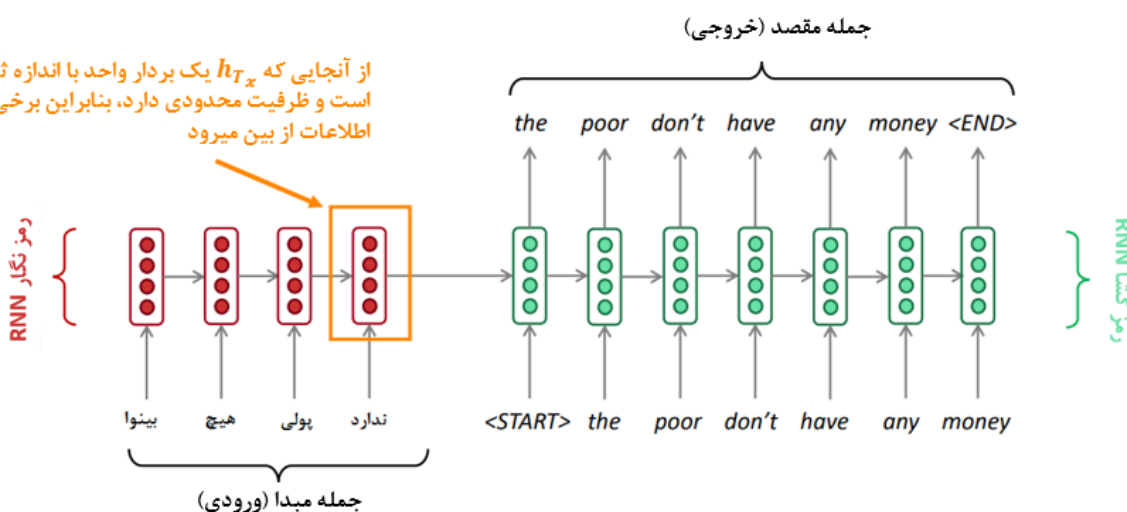 جمله مقصد (خروجی)
از آنجایی که h_{T_x} یک بردار واحد با اندازه
است و ظرفیت محدودی دارد، بنابراین برخی
اطلاعات از بین میرود
the poor don't have any money <END>
رمز نگار RNN
رمز گشا RNN
بینوا هیچ پولی ندارد
<START> the poor don't have any money
جمله مبدا (ورودی)